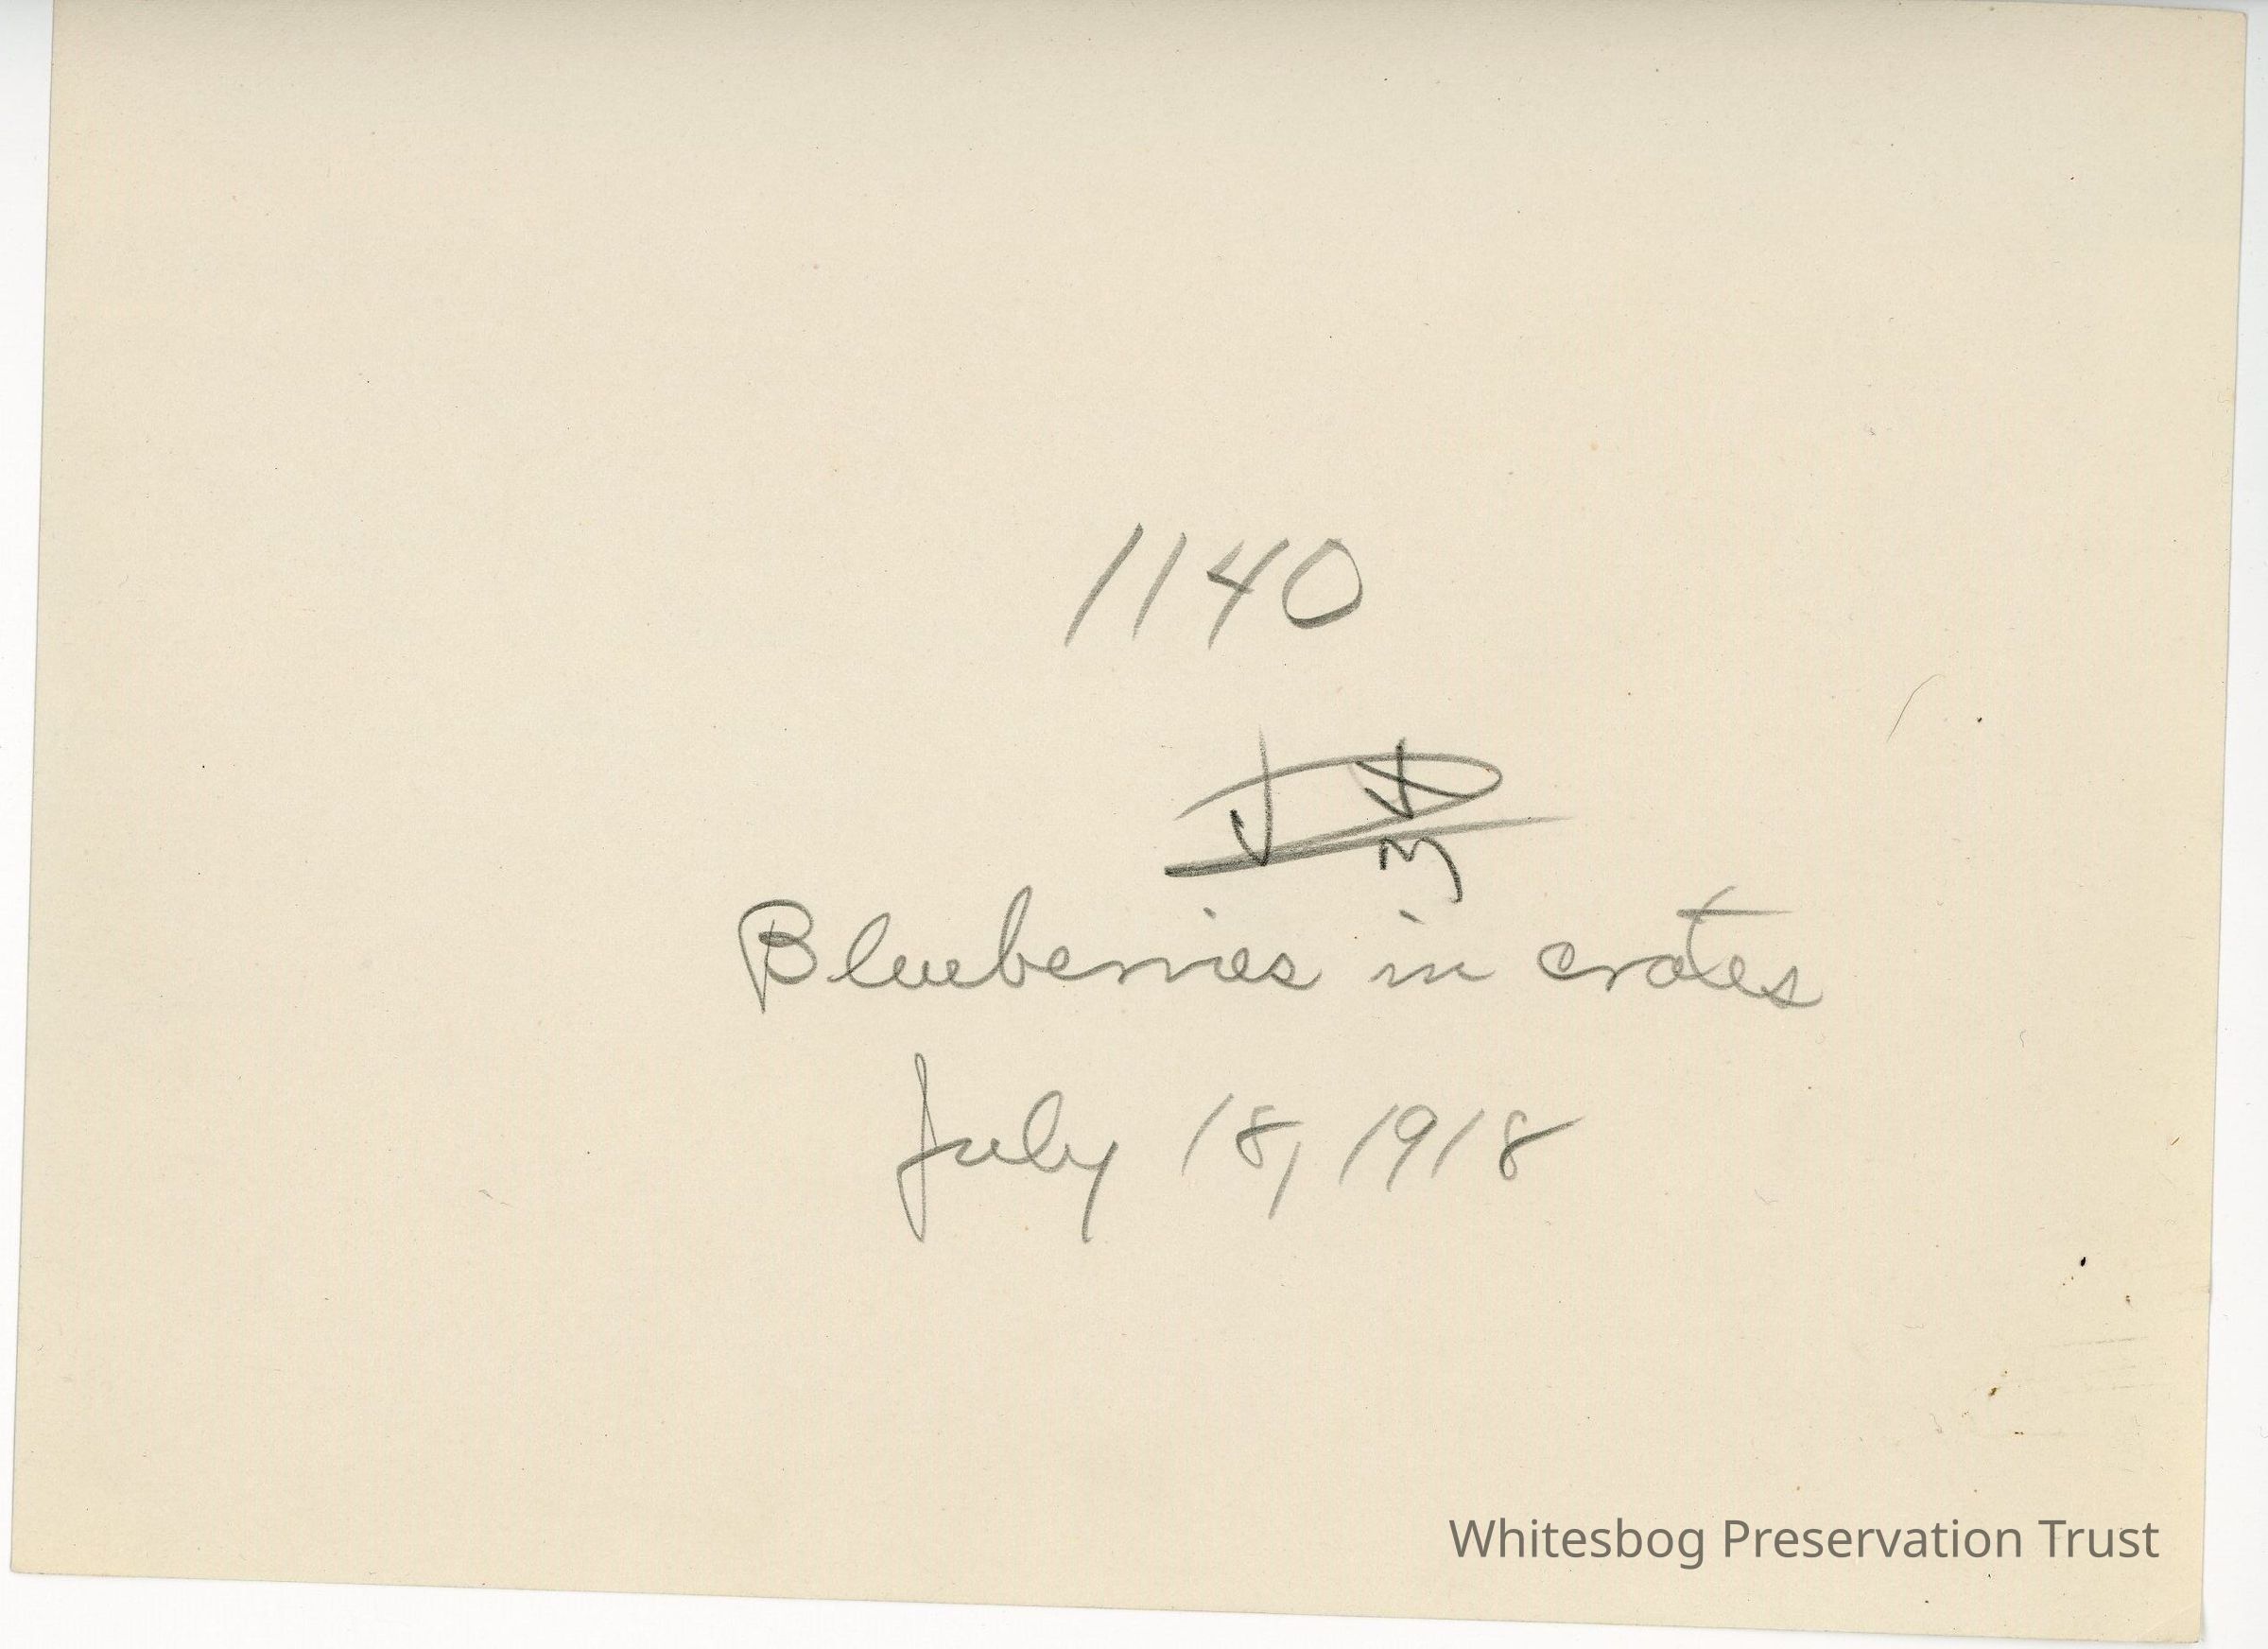 1140
Blueberries in crates
July 18, 1918
Whitesbog Preservation Trust